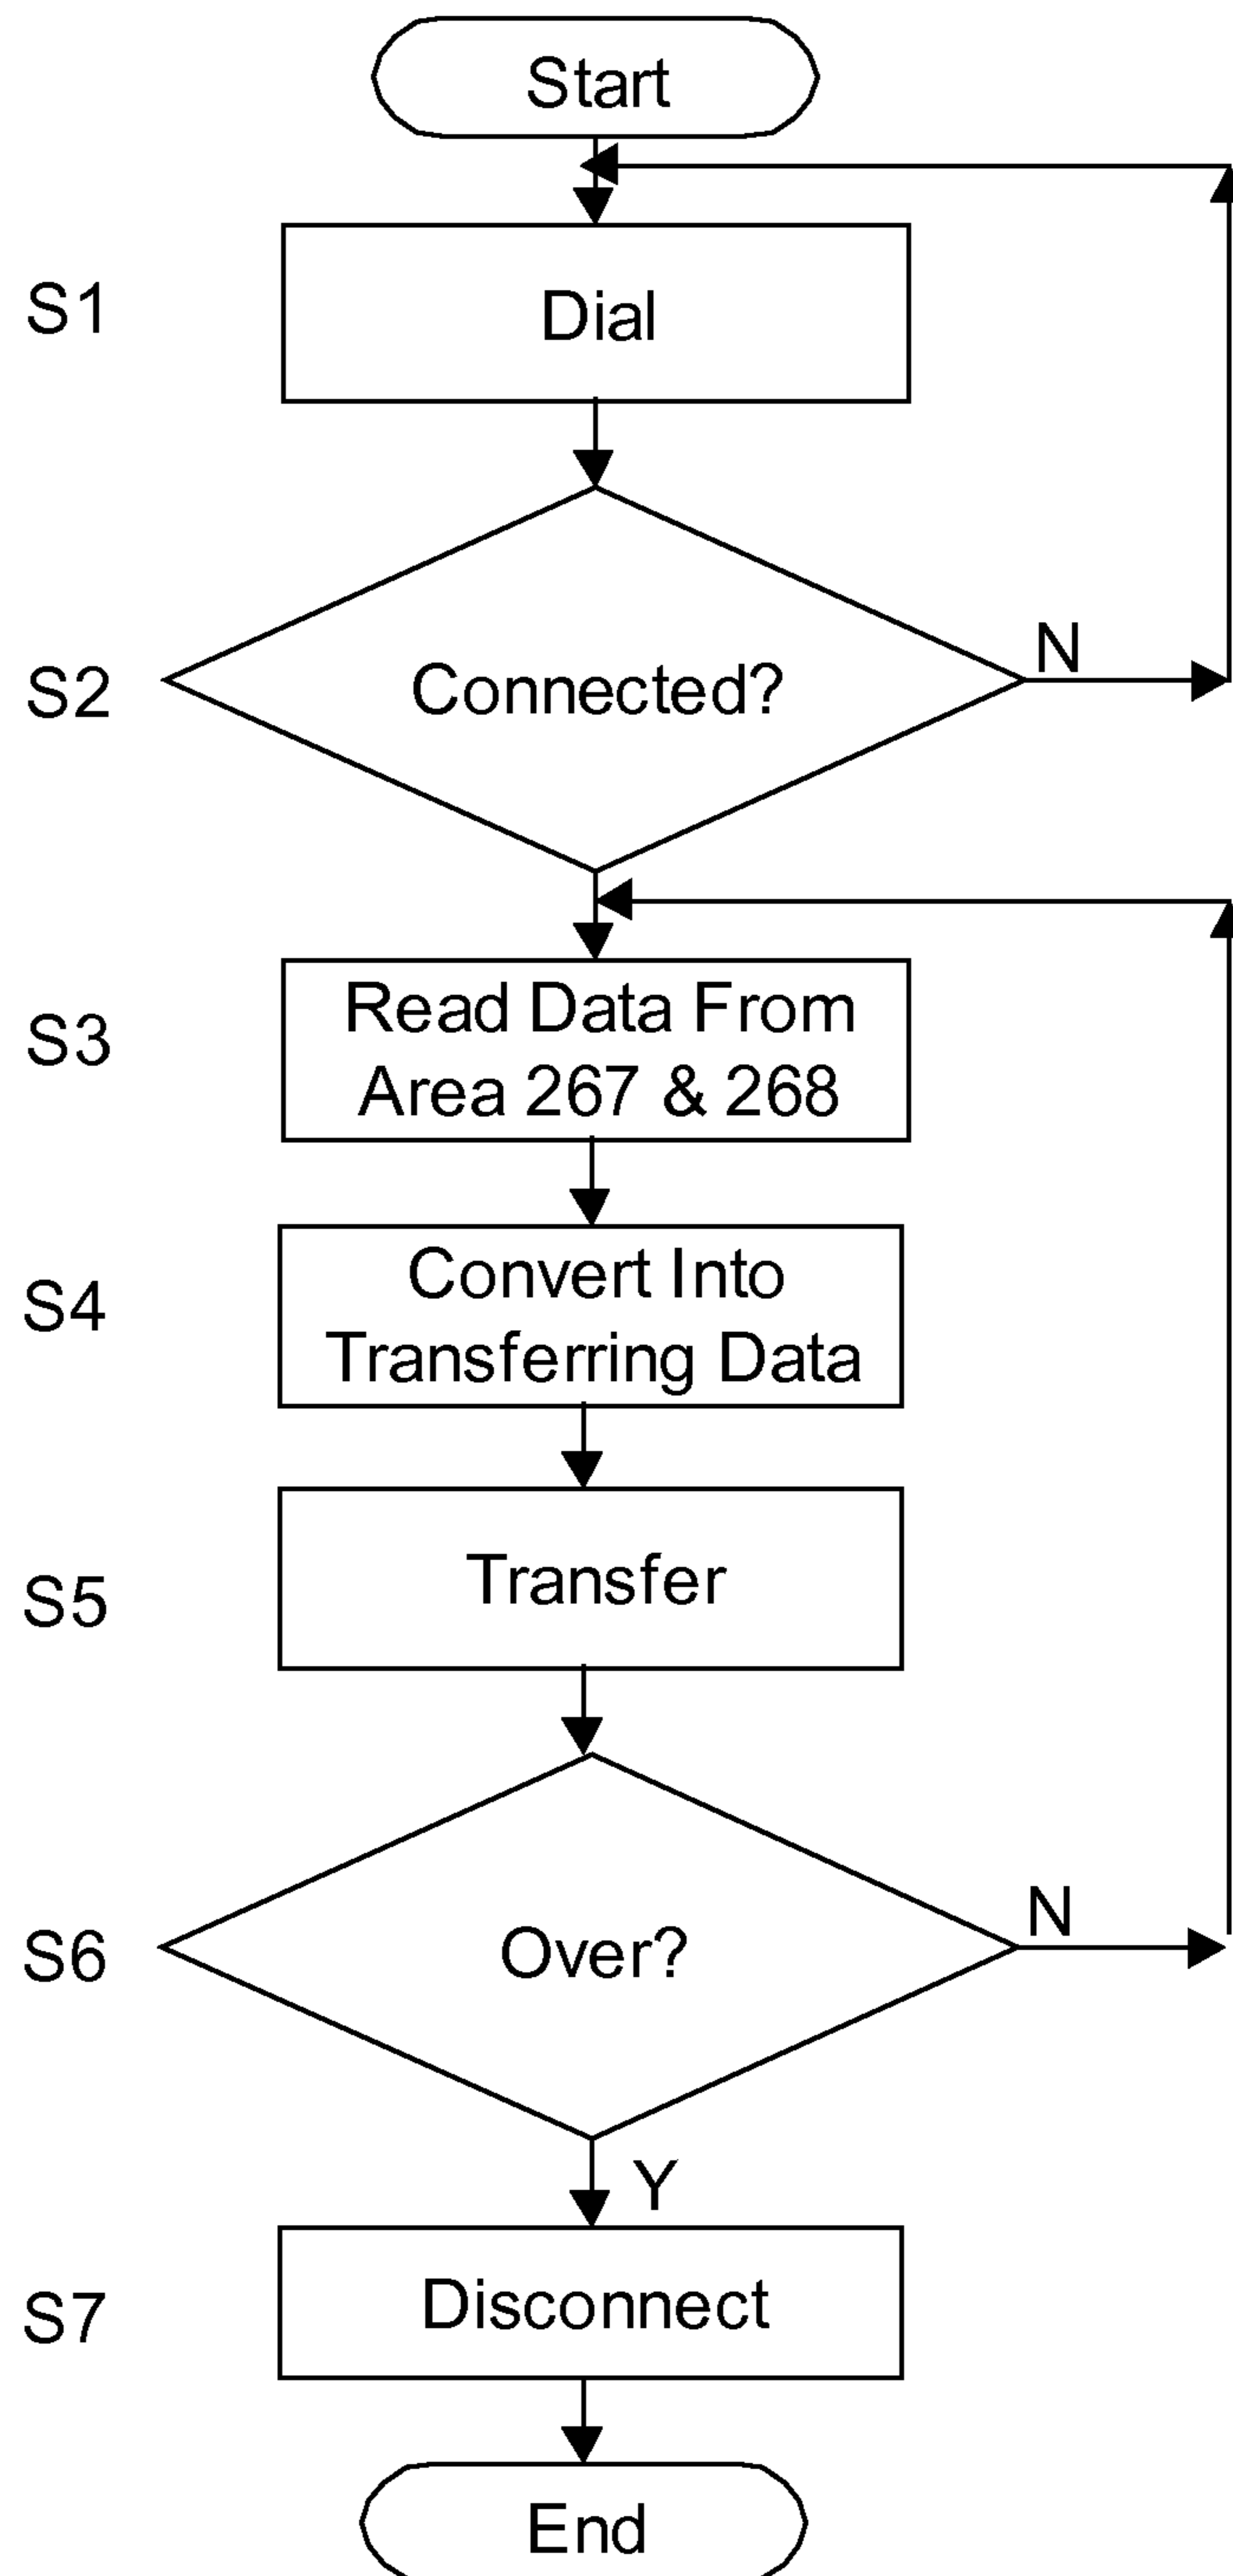 Start
S1
Dial
S2
Connected?
N
S3
Read Data From
Area 267 & 268
S4
Convert Into
Transferring Data
S5
Transfer
S6
Over?
N
Y
S7
Disconnect
End